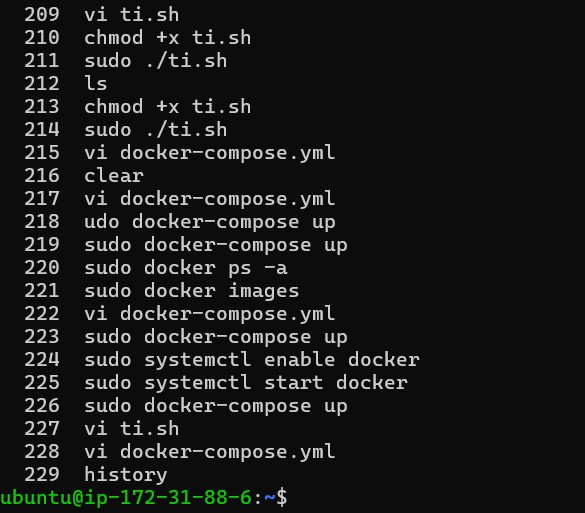 209 vi ti.sh
210 chmod +x ti.sh
211 sudo ./ti.sh
212 ls
213 chmod +x ti.sh
214 sudo ./ti.sh
215 vi docker-compose.yml
216 clear
217 vi docker-compose.yml
218 udo docker-compose up
219 sudo docker-compose up
220 sudo docker ps -a
221 sudo docker images
222 vi docker-compose.yml
223 sudo docker-compose up
224 sudo systemctl enable docker
225 sudo systemctl start docker
226 sudo docker-compose up
227 vi ti.sh
228 vi docker-compose.yml
229 history
ubuntu@ip-172-31-88-6:~$